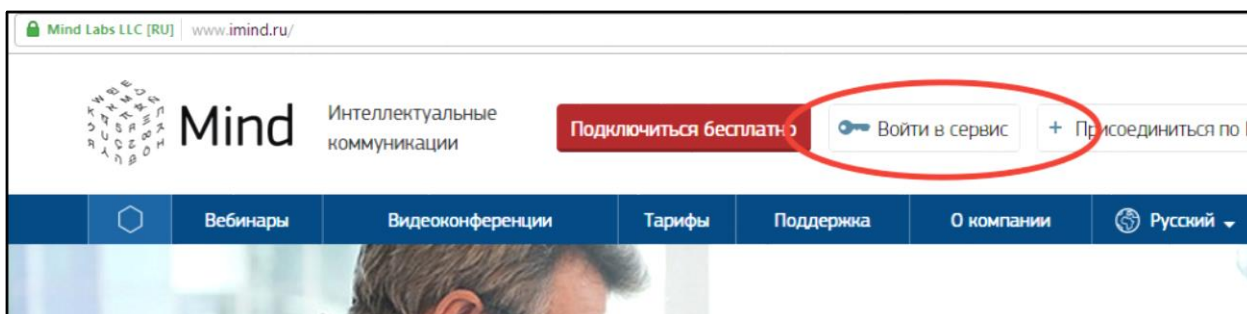 Mind Labs LLC [RU] www.imind.ru/
Mind
Интеллектуальные
коммуникации
Подключиться бесплатно
Войти в сервис
+ Присоединиться по
Вебинары Видеоконференции Тарифы Поддержка О компании Русский